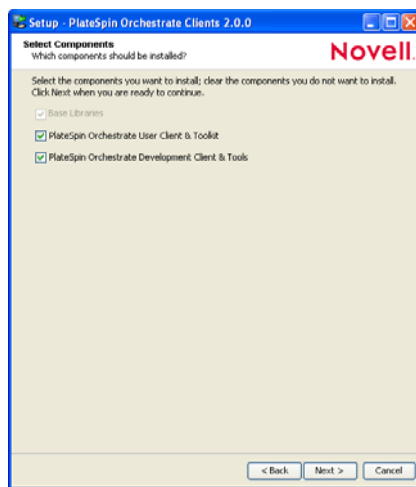 Setup - PlateSpin Orchestrate Clients 2.0.0
Select Components
Which components should be installed?
Novell.
Select the components you want to install; clear the components you do not want to install.
Click Next when you are ready to continue.
Base Libraries
PlateSpin Orchestrate User Client & Toolkit
PlateSpin Orchestrate Development Client & Tools
< Back
Next >
Cancel